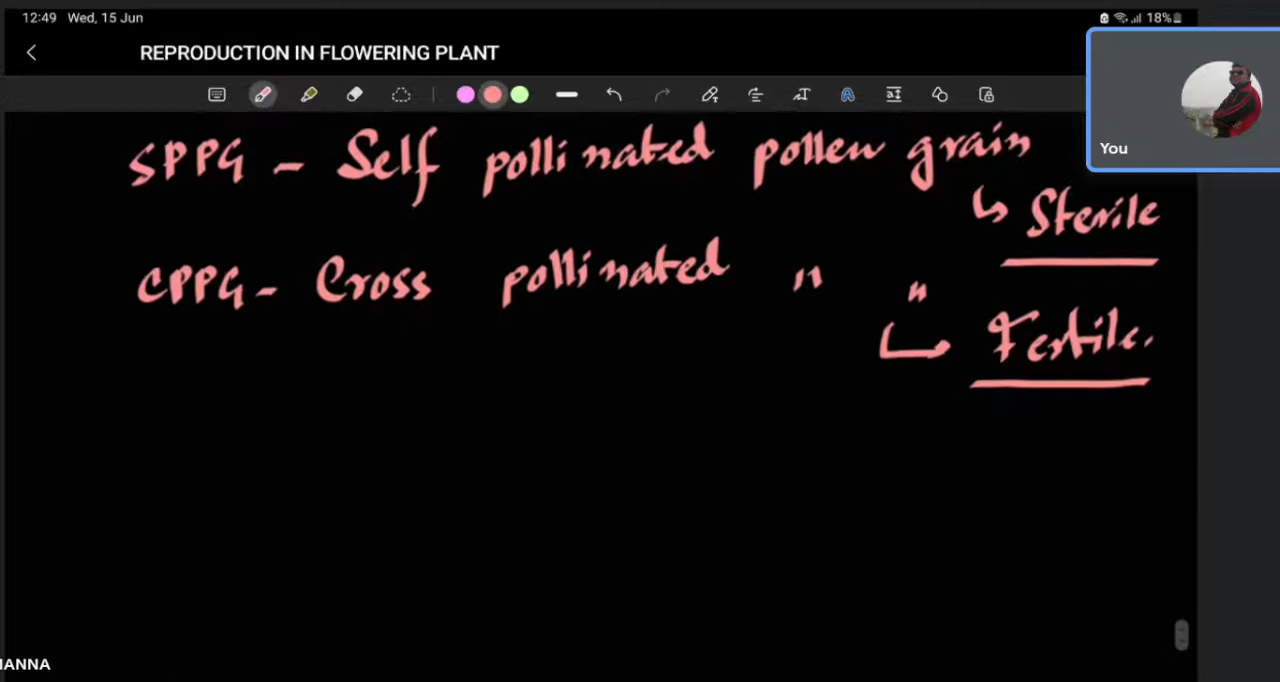 12:49 Wed, 15 Jun 18%
REPRODUCTION IN FLOWERING PLANT
You
SPPG - Self pollinated pollen grain
↳ Sterile
CPPG - Cross pollinated " "
↳ Fertile.
IANNA